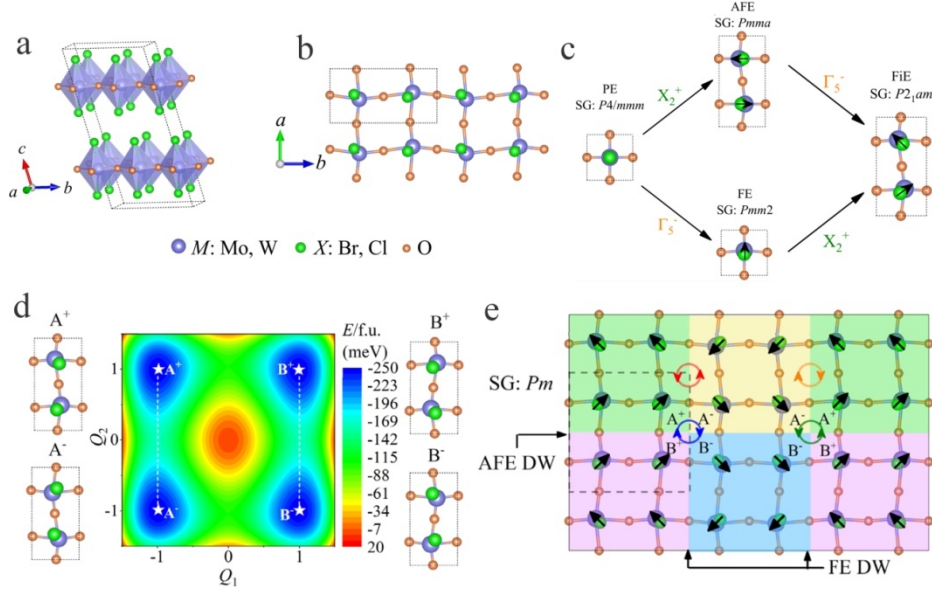 a
c
a
b
b
a
b
M: Mo, W
X: Br, Cl
O
c
AFE
SG: Pmma
PE
SG: P4/mmm
X₂⁺
Γ₅⁻
FiE
SG: P2₁am
FE
SG: Pmm2
Γ₅⁻
X₂⁺
d
A⁺
A⁻
A⁺
B⁺
A⁻
B⁻
Q₂
1
0
-1
-1
0
1
Q₁
E/f.u.
(meV)
-250
-223
-196
-169
-142
-115
-88
-61
-34
-7
20
B⁺
B⁻
e
SG: Pm
AFE DW
A⁺ A⁻
B⁺ B⁻
A⁻ A⁺
B⁻ B⁺
FE DW